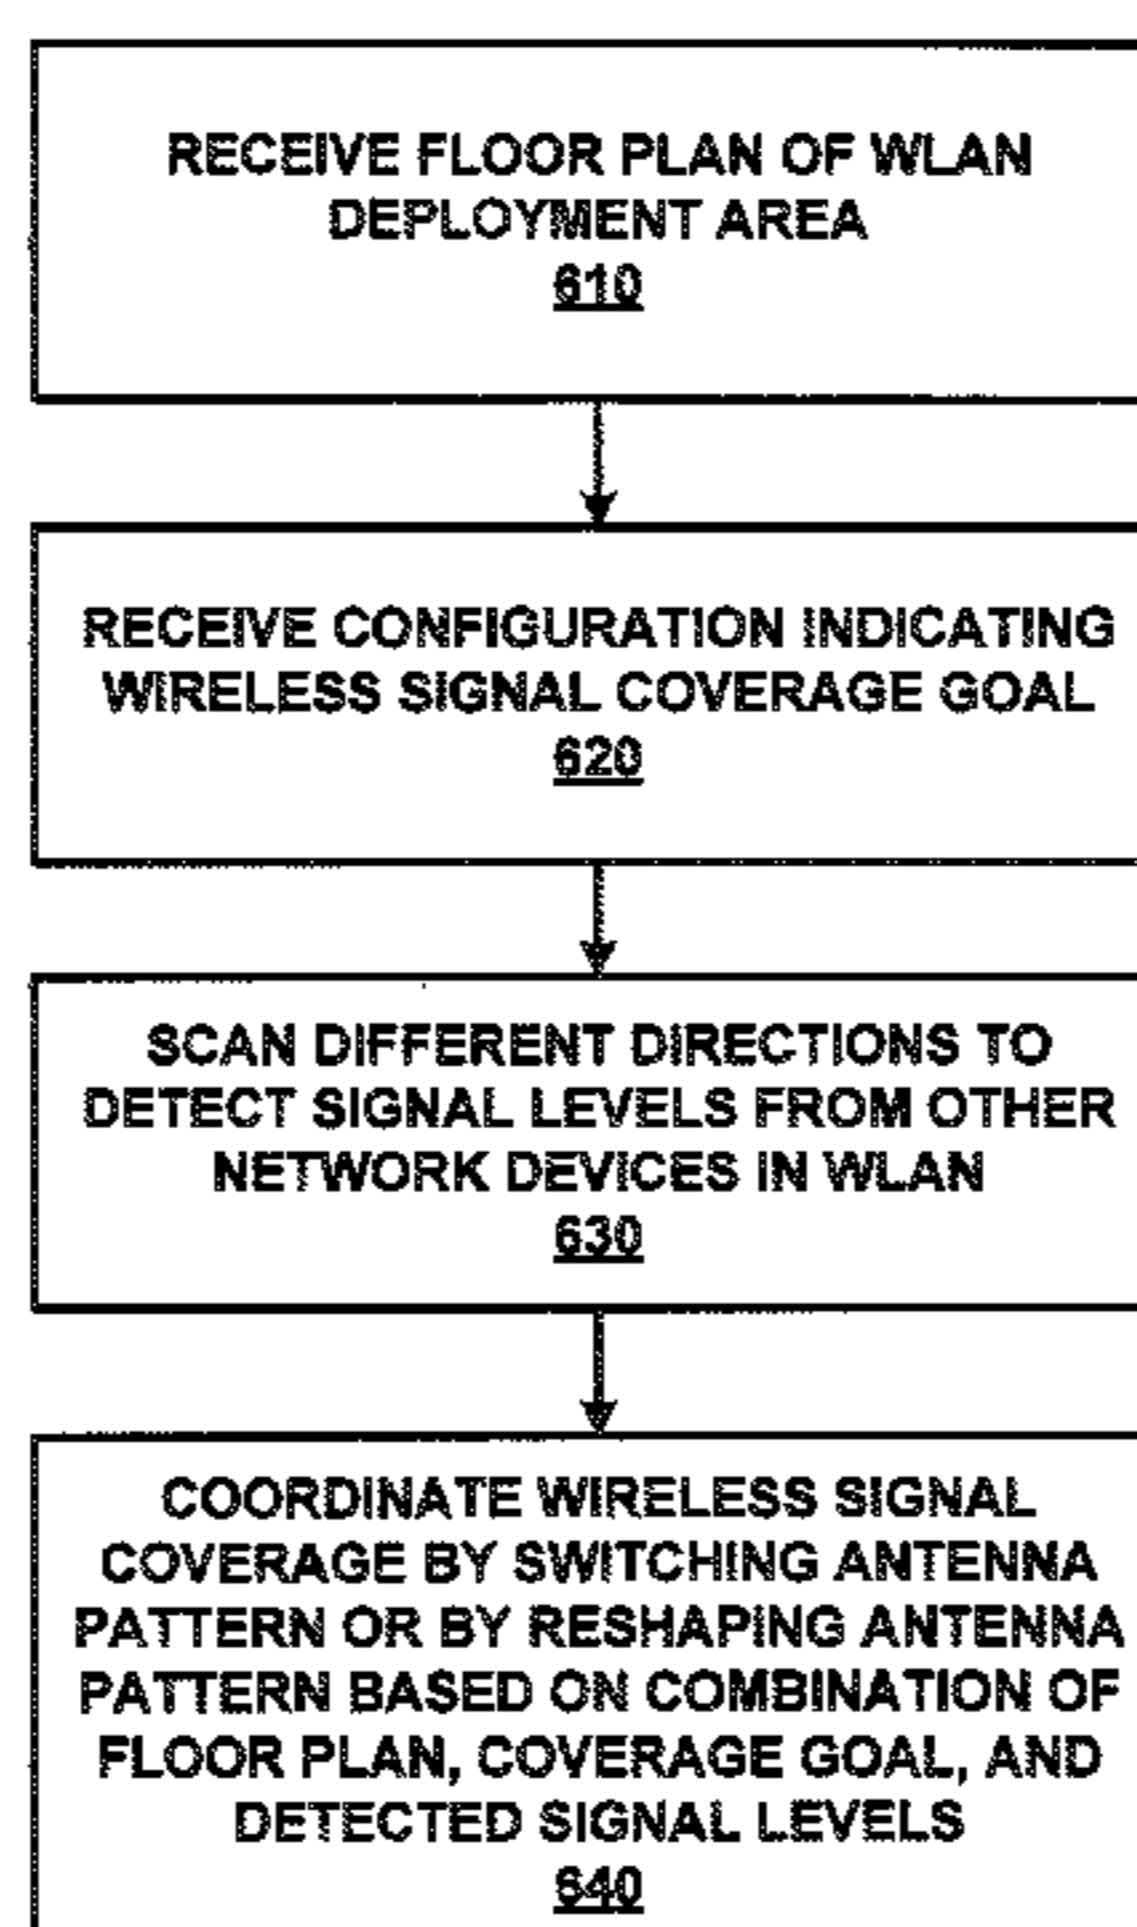 RECEIVE FLOOR PLAN OF WLAN
DEPLOYMENT AREA
610
RECEIVE CONFIGURATION INDICATING
WIRELESS SIGNAL COVERAGE GOAL
620
SCAN DIFFERENT DIRECTIONS TO
DETECT SIGNAL LEVELS FROM OTHER
NETWORK DEVICES IN WLAN
630
COORDINATE WIRELESS SIGNAL
COVERAGE BY SWITCHING ANTENNA
PATTERN OR BY RESHAPING ANTENNA
PATTERN BASED ON COMBINATION OF
FLOOR PLAN, COVERAGE GOAL, AND
DETECTED SIGNAL LEVELS
640